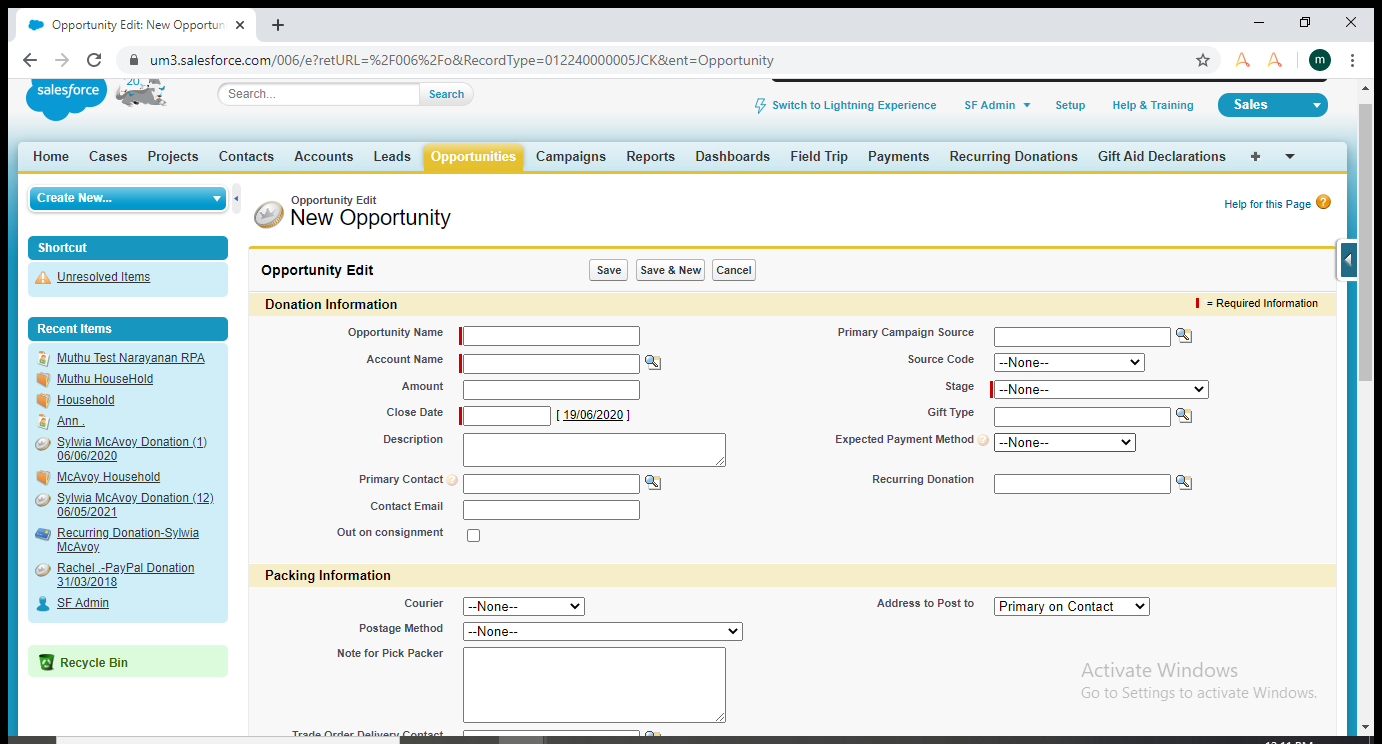 Opportunity Edit: New Opportun
um3.salesforce.com/006/e?retURL=%2F006%2Fo&RecordType=012240000005JCK&ent=Opportunity
m
salesforce
20
Search...
Search
Switch to Lightning Experience
SF Admin
Setup
Help & Training
Sales
Home Cases Projects Contacts Accounts Leads Opportunities Campaigns Reports Dashboards Field Trip Payments Recurring Donations Gift Aid Declarations
Create New...
Shortcut
Unresolved Items
Recent Items
Muthu Test Narayanan RPA
Muthu HouseHold
Household
Ann .
Sylwia McAvoy Donation (1)
06/06/2020
McAvoy Household
Sylwia McAvoy Donation (12)
06/05/2021
Recurring Donation-Sylwia
McAvoy
Rachel .-PayPal Donation
31/03/2018
SF Admin
Recycle Bin
Opportunity Edit
New Opportunity
Help for this Page
Opportunity Edit
Save
Save & New
Cancel
Donation Information
= Required Information
Opportunity Name
Primary Campaign Source
Account Name
Source Code --None--
Amount
Stage --None--
Close Date [ 19/06/2020 ]
Gift Type
Description
Expected Payment Method --None--
Primary Contact
Recurring Donation
Contact Email
Out on consignment
Packing Information
Courier --None--
Address to Post to Primary on Contact
Postage Method --None--
Note for Pick Packer
Trade Order Delivery Contact
Activate Windows
Go to Settings to activate Windows.